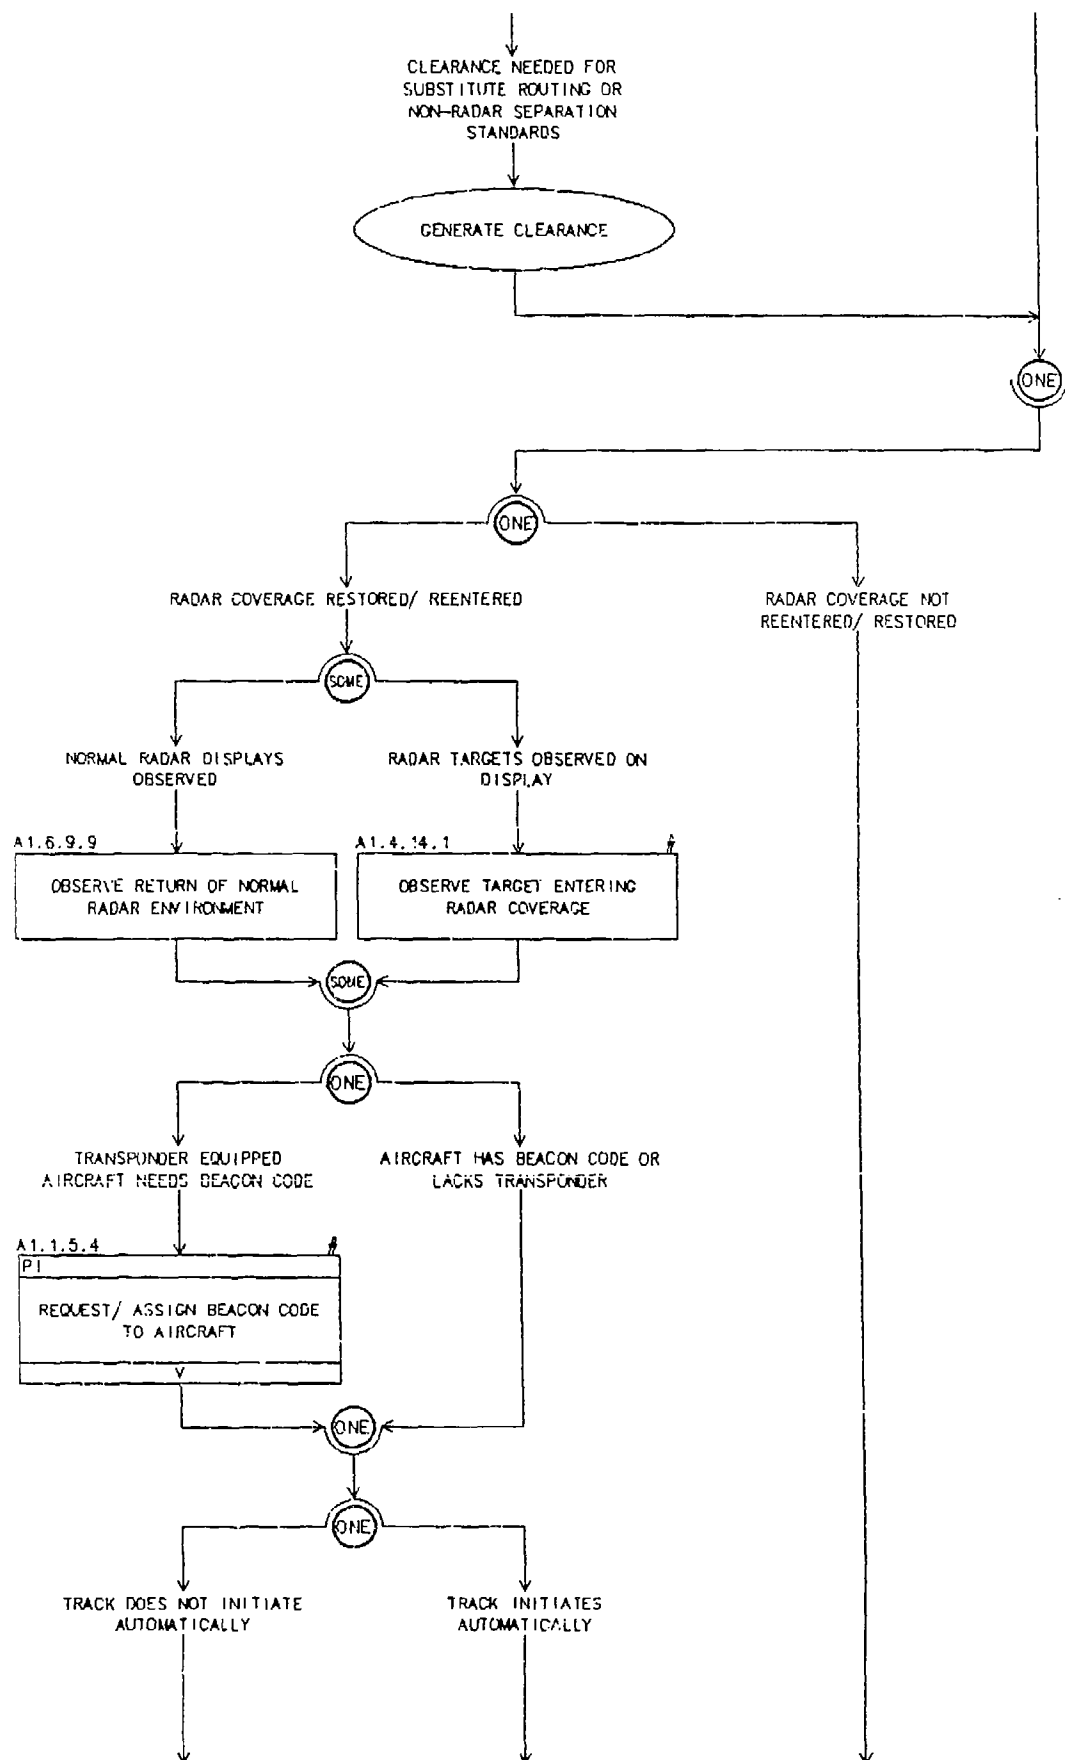 CLEARANCE NEEDED FOR
SUBSTITUTE ROUTING OR
NON-RADAR SEPARATION
STANDARDS
GENERATE CLEARANCE
ONE
ONE
RADAR COVERAGE RESTORED/ REENTERED
RADAR COVERAGE NOT
REENTERED/ RESTORED
SOME
NORMAL RADAR DISPLAYS
OBSERVED
RADAR TARGETS OBSERVED ON
DISPLAY
A1.6.9.9
OBSERVE RETURN OF NORMAL
RADAR ENVIRONMENT
A1.4.14.1
OBSERVE TARGET ENTERING
RADAR COVERAGE
SOME
ONE
TRANSPONDER EQUIPPED
AIRCRAFT NEEDS BEACON CODE
AIRCRAFT HAS BEACON CODE OR
LACKS TRANSPONDER
A1.1.5.4
PI
REQUEST/ ASSIGN BEACON CODE
TO AIRCRAFT
V
ONE
ONE
TRACK DOES NOT INITIATE
AUTOMATICALLY
TRACK INITIATES
AUTOMATICALLY